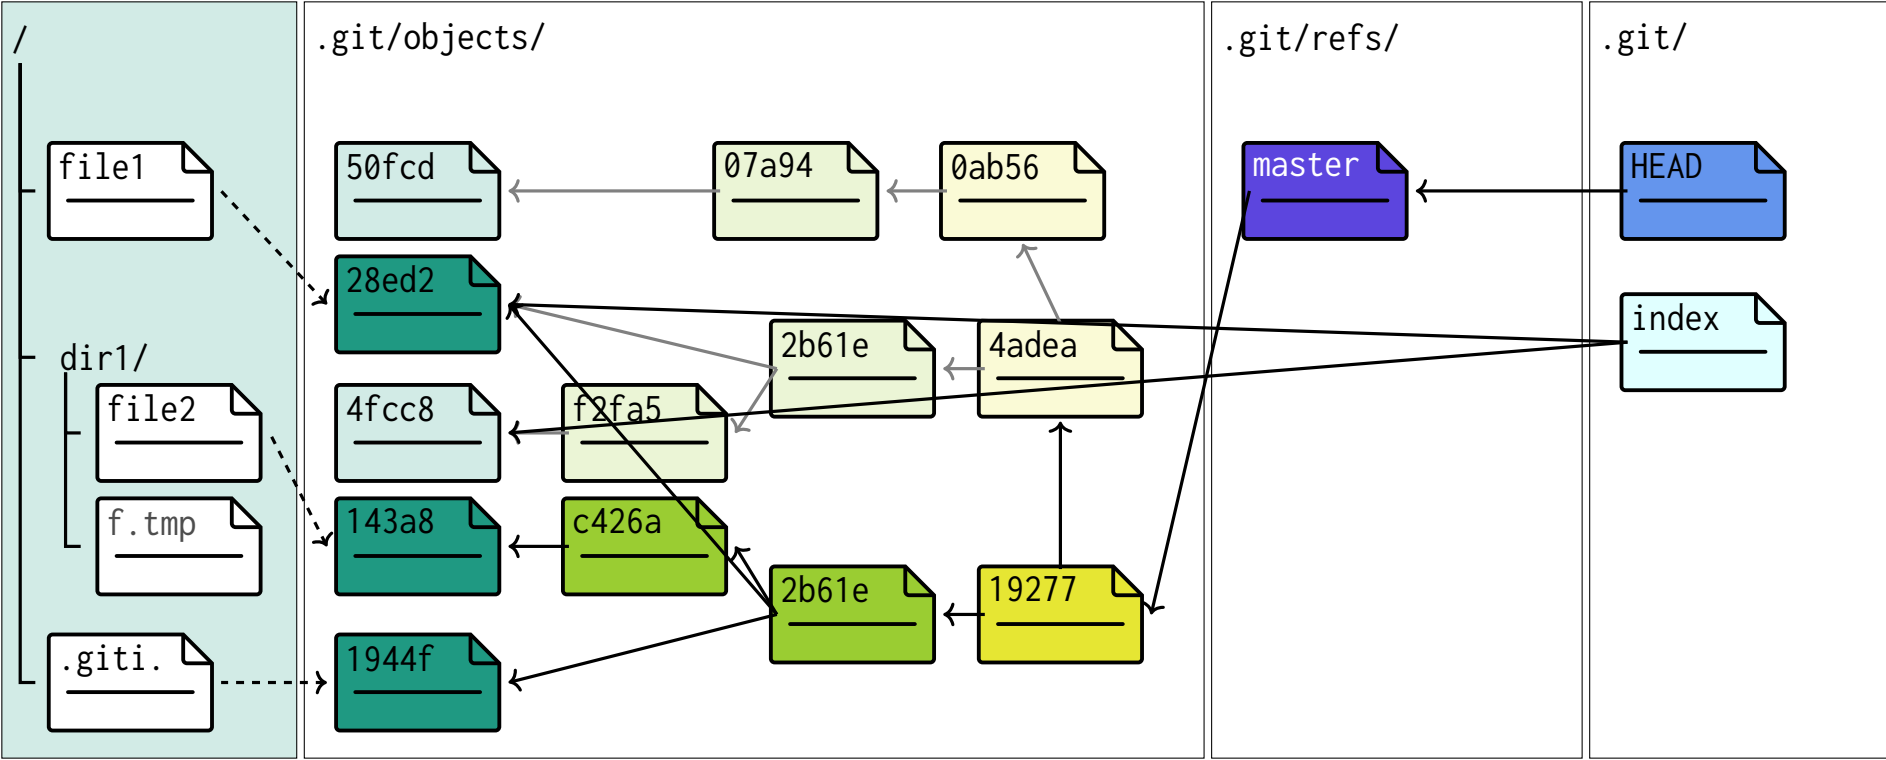 /
.git/objects/
.git/refs/
.git/
file1
50fcd
07a94
0ab56
master
HEAD
28ed2
index
dir1/
2b61e
4adea
file2
4fcc8
f2fa5
f.tmp
143a8
c426a
2b61e
19277
.giti.
1944f